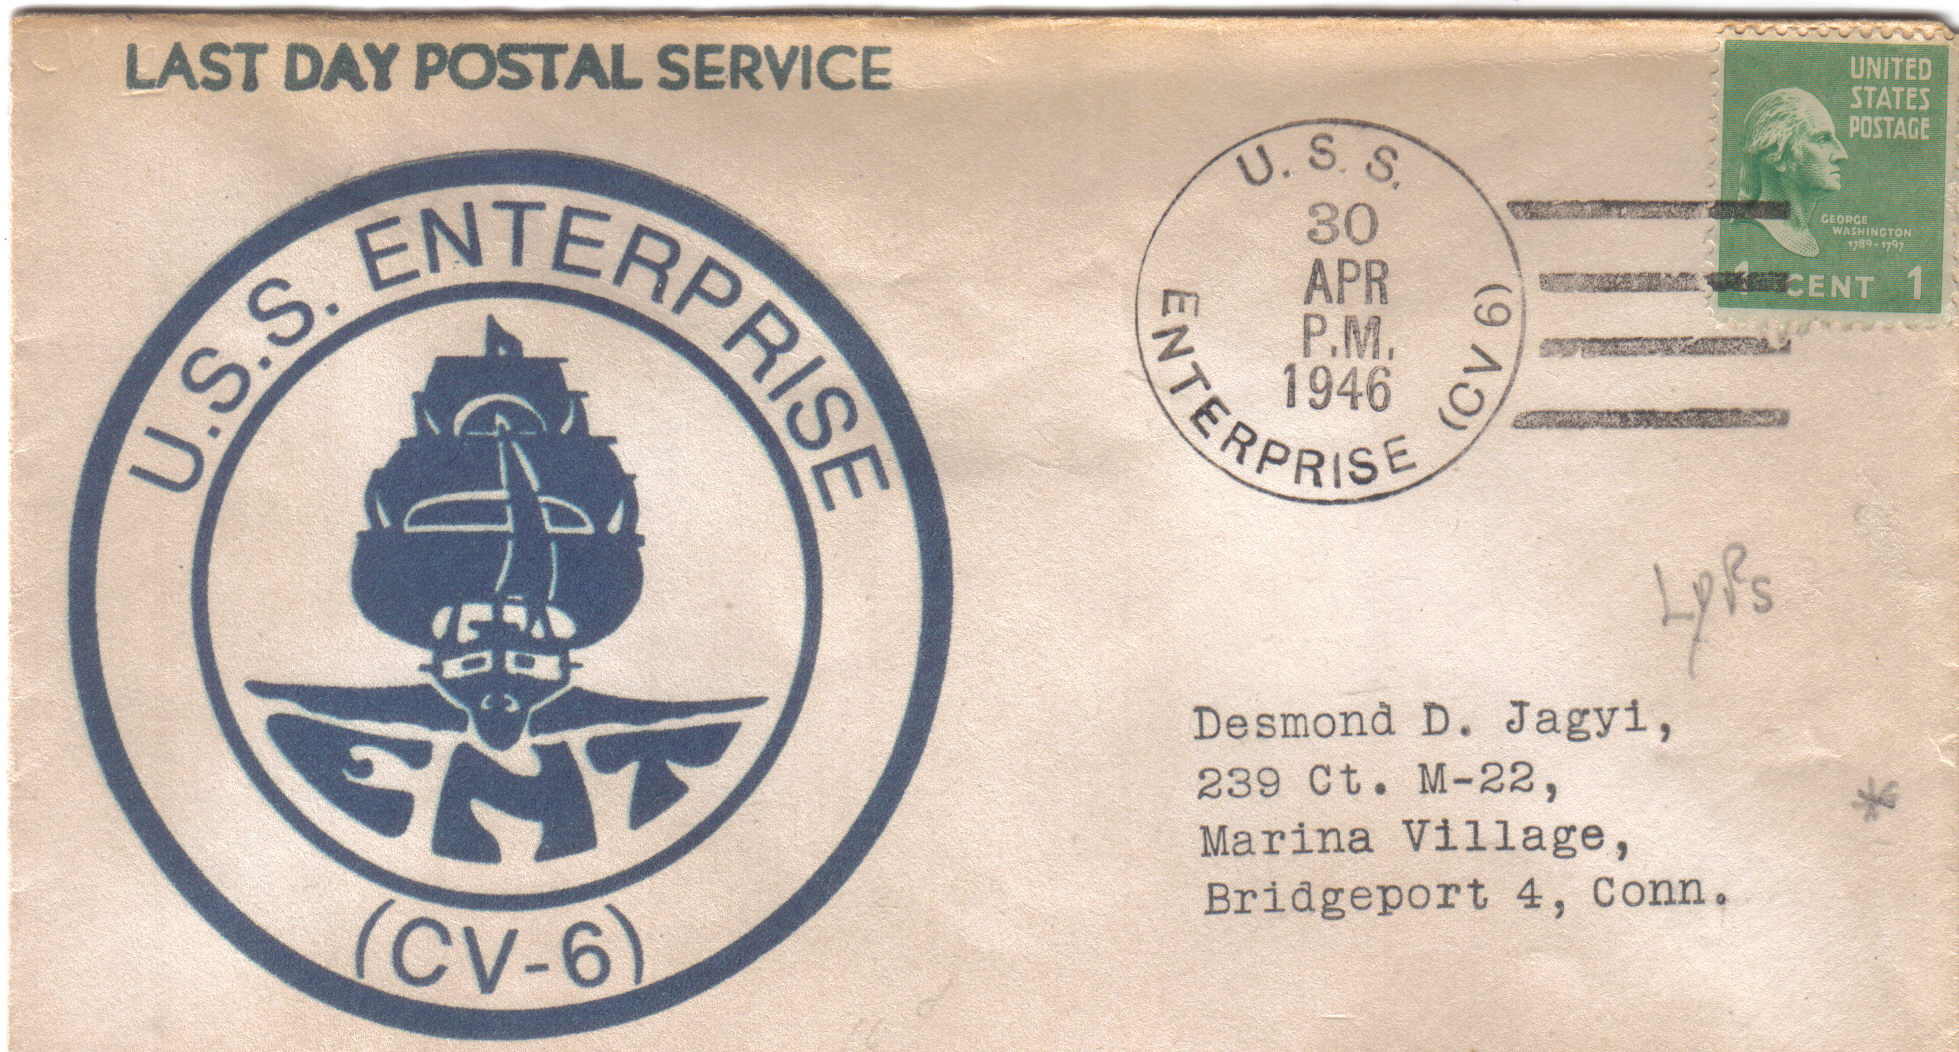 LAST DAY POSTAL SERVICE
U.S.S. ENTERPRISE
(CV-6)
U.S.S.
30
APR
P.M.
1946
ENTERPRISE (CV 6)
UNITED
STATES
POSTAGE
GEORGE
WASHINGTON
1789-1797
1 CENT 1
Desmond D. Jagyi,
239 Ct. M-22,
Marina Village,
Bridgeport 4, Conn.